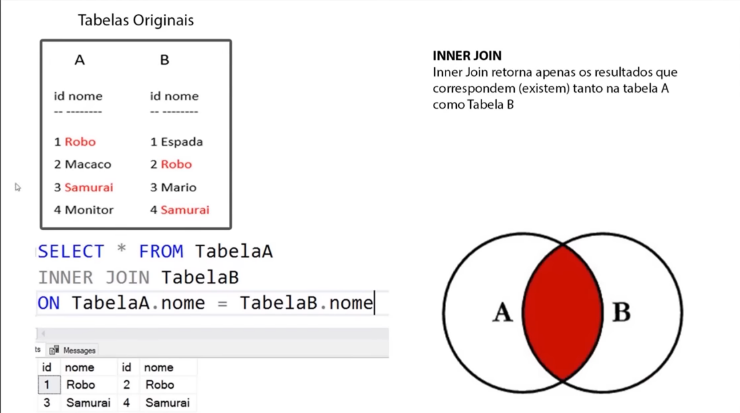 Tabelas Originais
A B
id nome id nome
-- -------- -- --------
1 Robo 1 Espada
2 Macaco 2 Robo
3 Samurai 3 Mario
4 Monitor 4 Samurai
INNER JOIN
Inner Join retorna apenas os resultados que
correspondem (existem) tanto na tabela A
como Tabela B
SELECT * FROM TabelaA
INNER JOIN TabelaB
ON TabelaA.nome = TabelaB.nome
A B
ts Messages
id nome id nome
1 Robo 2 Robo
3 Samurai 4 Samurai